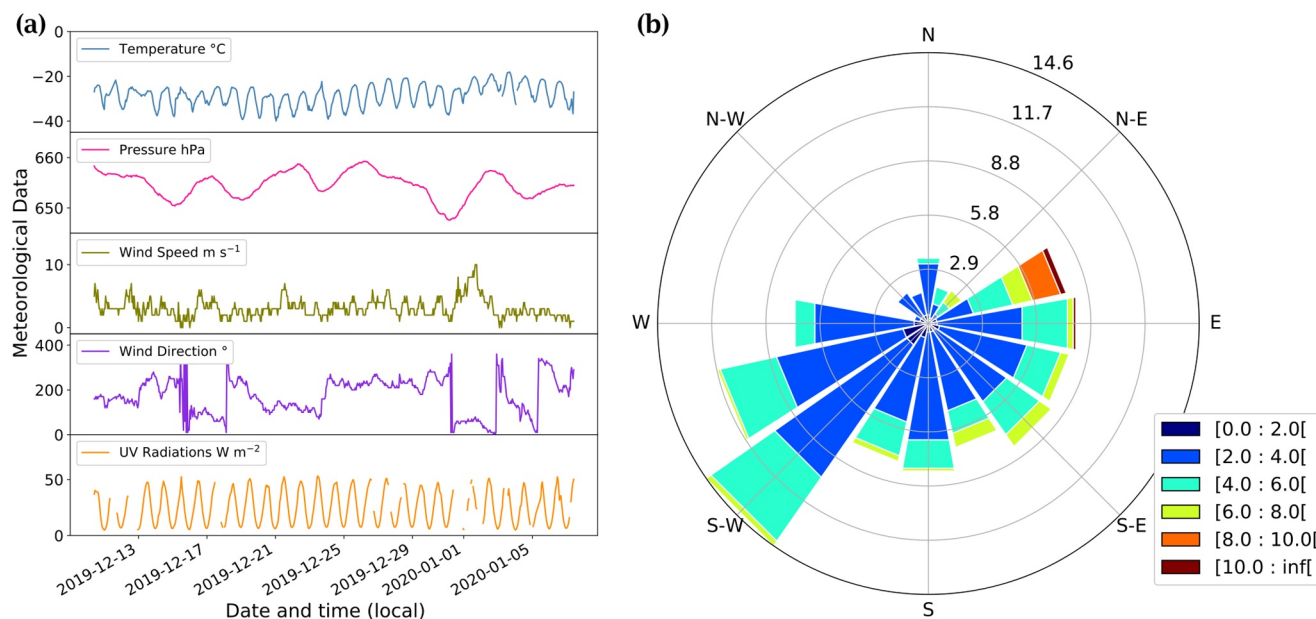 (a)
Meteorological Data
0
−20
−40
Temperature °C
660
650
Pressure hPa
10
0
Wind Speed m s⁻¹
400
200
0
Wind Direction °
50
0
UV Radiations W m⁻²
2019-12-13
2019-12-17
2019-12-21
2019-12-25
2019-12-29
2020-01-01
2020-01-05
Date and time (local)
(b)
N
N-E
E
S-E
S
S-W
W
N-W
14.6
11.7
8.8
5.8
2.9
[0.0 : 2.0[
[2.0 : 4.0[
[4.0 : 6.0[
[6.0 : 8.0[
[8.0 : 10.0[
[10.0 : inf[